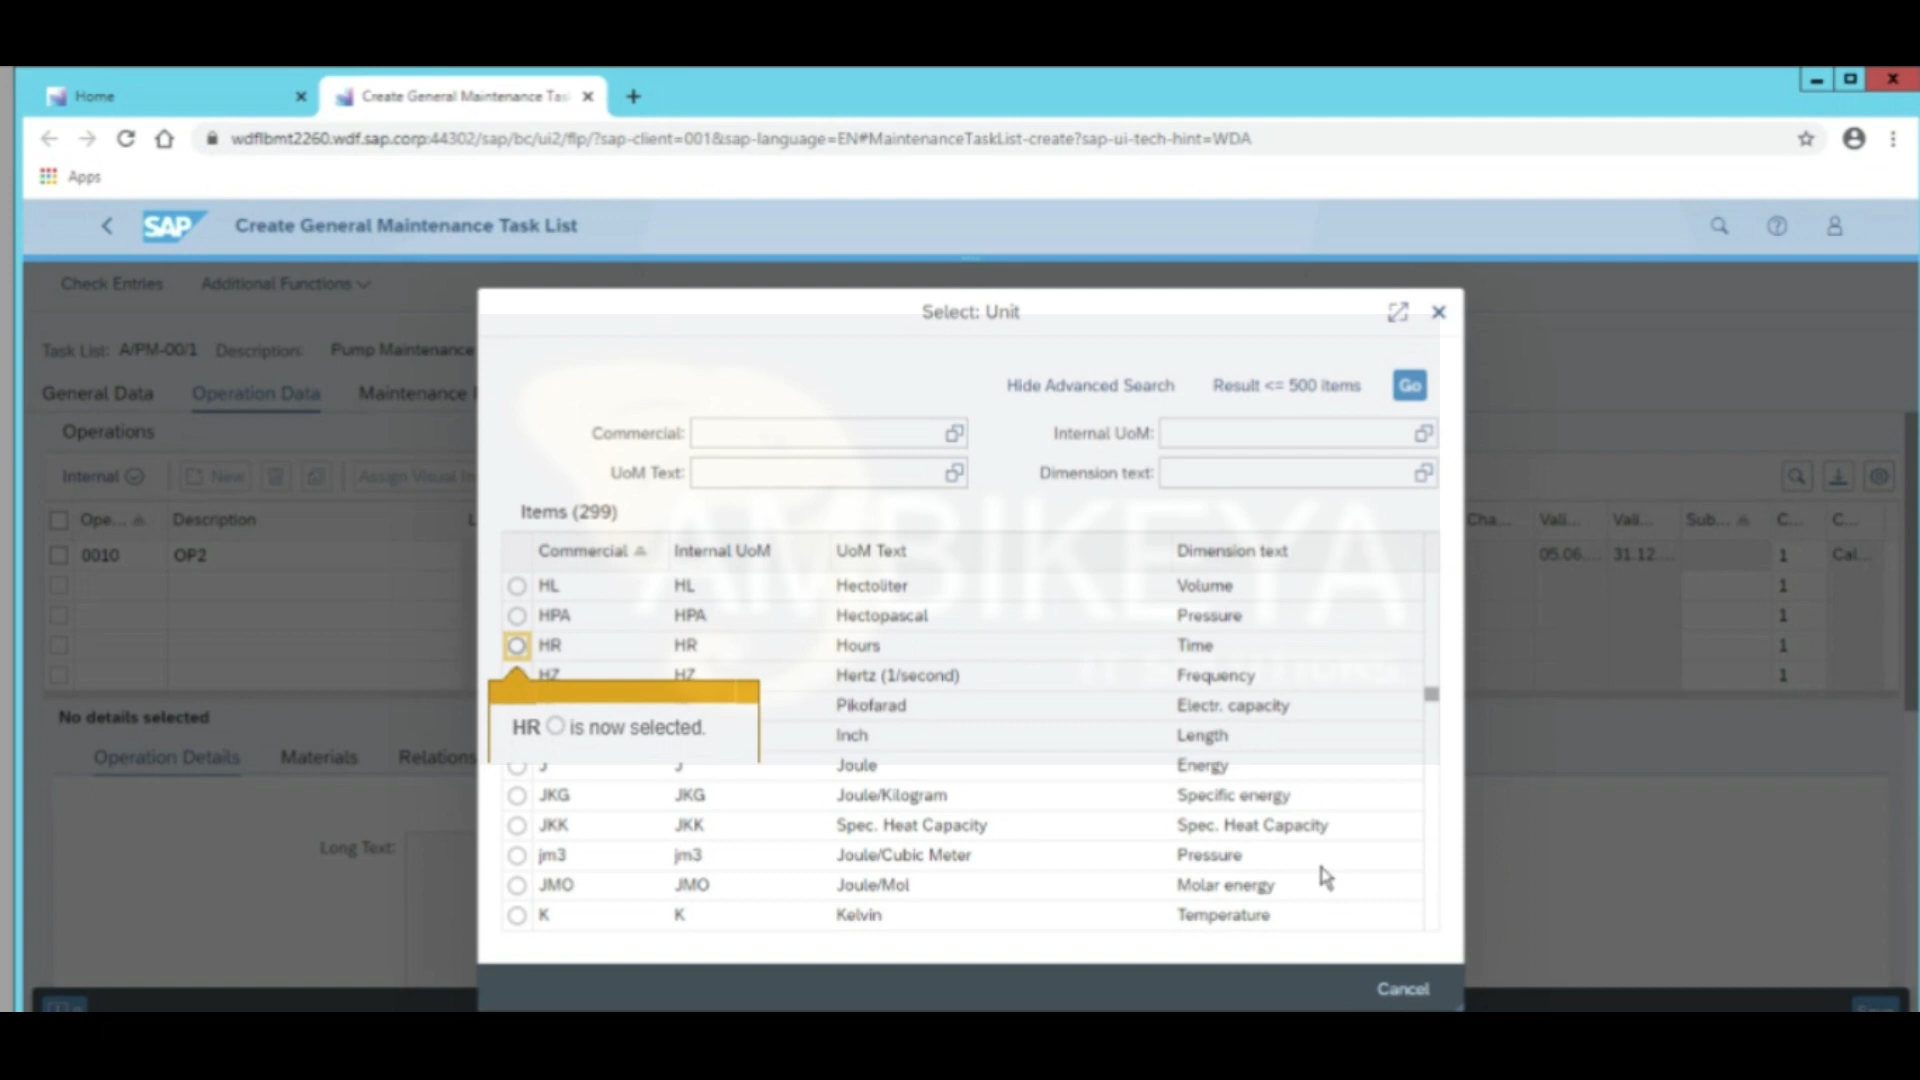 Home
Create General Maintenance Tas
wdflbmt2260.wdf.sap.corp:44302/sap/bc/ui2/flp/?sap-client=001&sap-language=EN#MaintenanceTaskList-create?sap-ui-tech-hint=WDA
Apps
SAP Create General Maintenance Task List
Check Entries Additional Functions
Select: Unit
Task List: A/PM-00/1 Description: Pump Maintenance
Hide Advanced Search Result <= 500 items Go
General Data Operation Data Maintenance
Operations
Commercial: Internal UoM:
Internal New Assign Visual In
UoM Text: Dimension text:
Items (299)
AMBIKEYA
Ope... Description Cha... Vali... Vali... Sub... C... C...
Commercial Internal UoM UoM Text Dimension text
0010 OP2 05.06... 31.12... 1 Cal...
HL HL Hectoliter Volume 1
HPA HPA Hectopascal Pressure 1
HR HR Hours Time 1
HZ HZ Hertz (1/second) Frequency 1
Pikofarad Electr. capacity
No details selected
HR is now selected.
Inch Length
Operation Details Materials Relations
J J Joule Energy
JKG JKG Joule/Kilogram Specific energy
JKK JKK Spec. Heat Capacity Spec. Heat Capacity
Long Text:
jm3 jm3 Joule/Cubic Meter Pressure
JMO JMO Joule/Mol Molar energy
K K Kelvin Temperature
Cancel